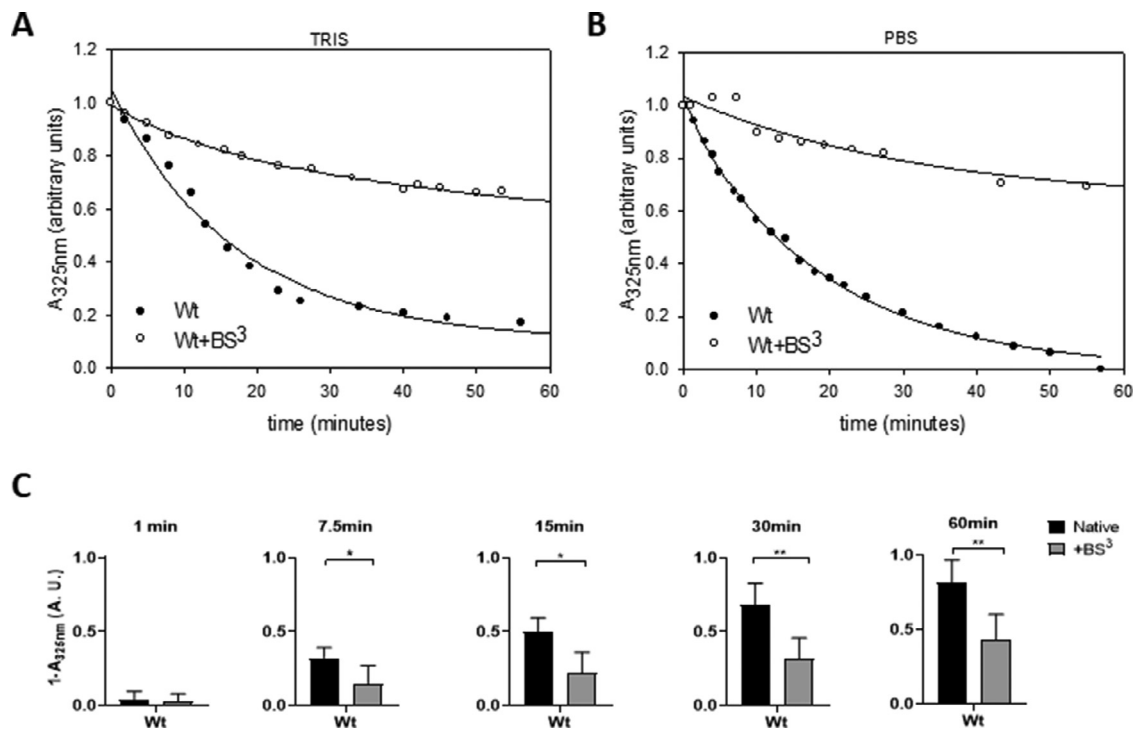 A
TRIS
A325nm (arbitrary units)
1.2
1.0
0.8
0.6
0.4
0.2
0.0
Wt
Wt+BS³
0 10 20 30 40 50 60
time (minutes)
B
PBS
A325nm (arbitrary units)
1.2
1.0
0.8
0.6
0.4
0.2
0.0
Wt
Wt+BS³
0 10 20 30 40 50 60
time (minutes)
C
1-A325nm (A. U.)
1 min
1.0
0.5
0.0
Wt
7.5min
1.0
*
0.5
0.0
Wt
15min
1.0
*
0.5
0.0
Wt
30min
1.0
**
0.5
0.0
Wt
60min
1.0
**
0.5
0.0
Wt
Native
+BS³